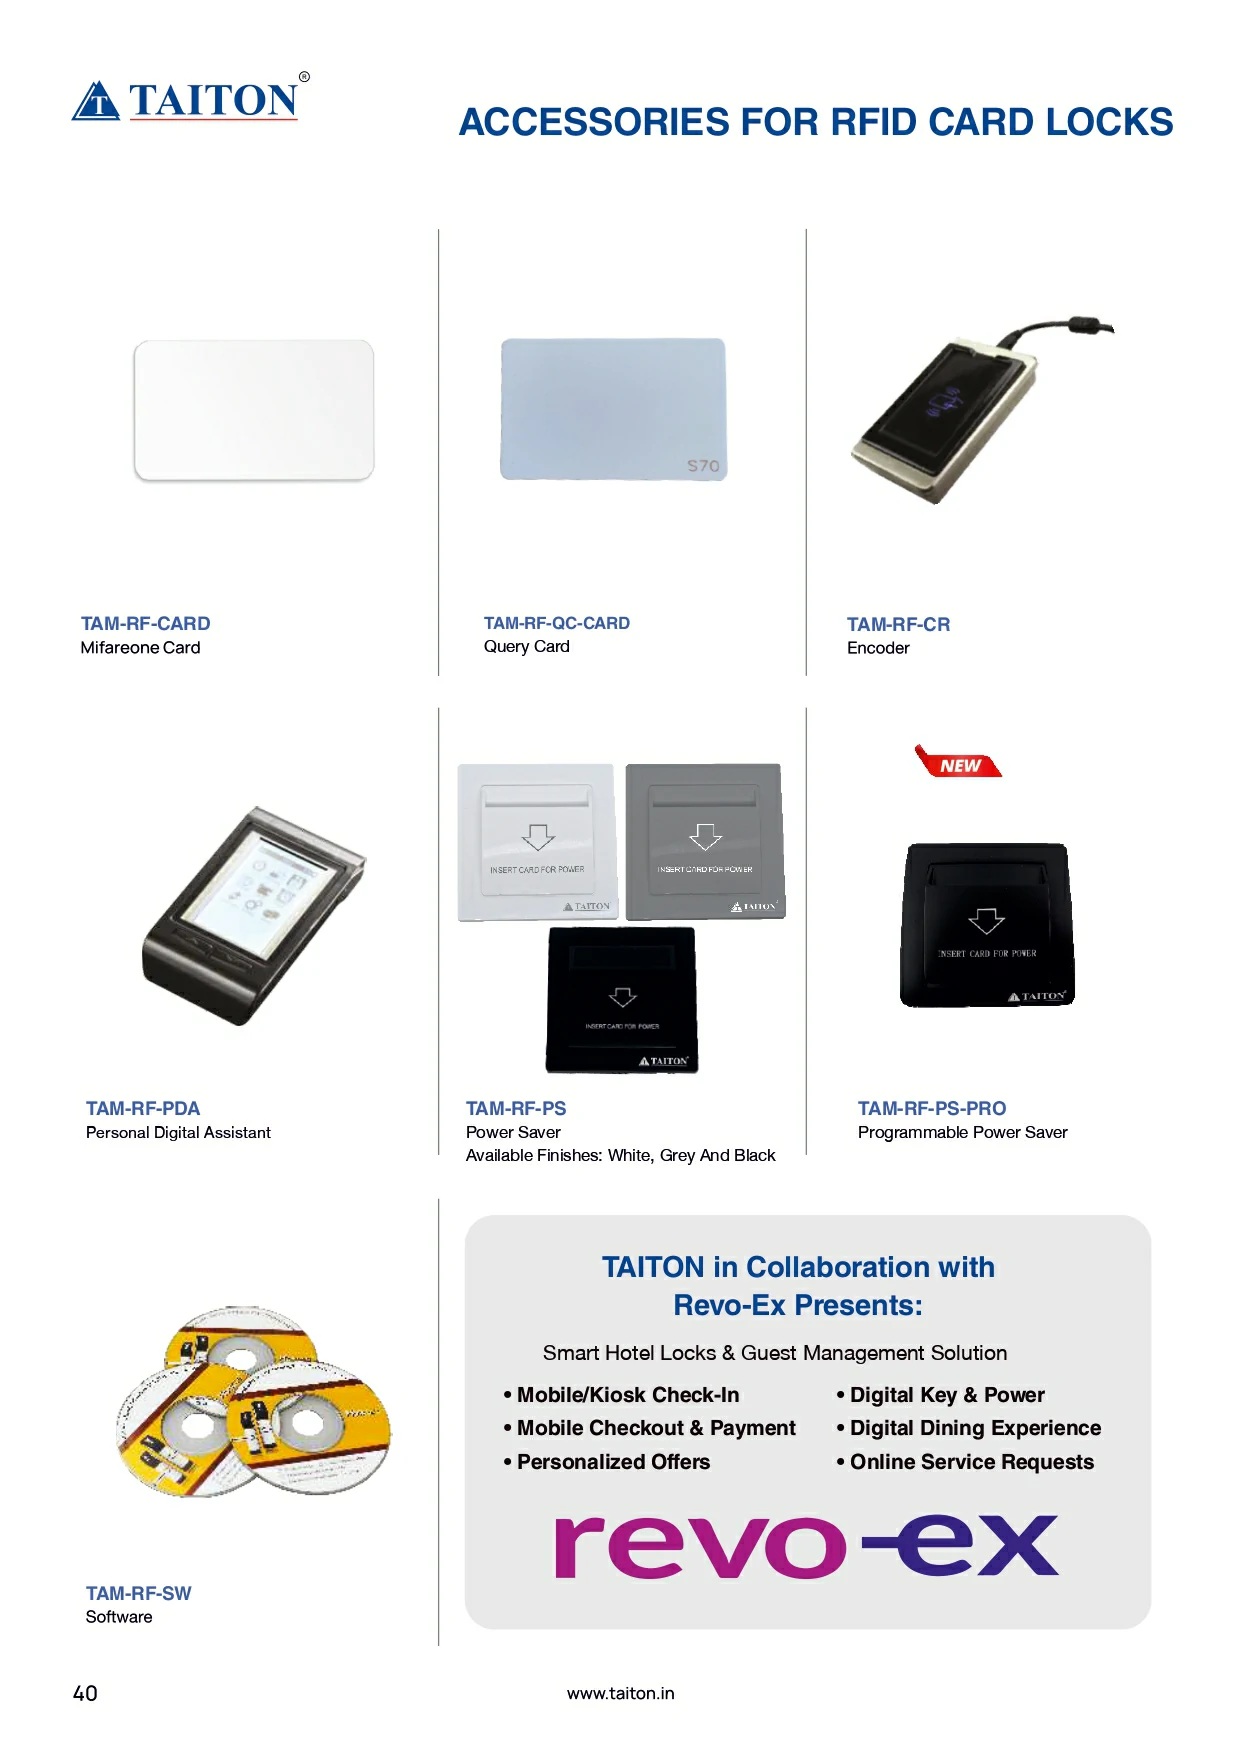 TAITON®
ACCESSORIES FOR RFID CARD LOCKS
S70
TAM-RF-CARD
Mifareone Card
TAM-RF-QC-CARD
Query Card
TAM-RF-CR
Encoder
NEW
INSERT CARD FOR POWER
TAITON
INSERT CARD FOR POWER
TAITON
INSERT CARD FOR POWER
TAITON
INSERT CARD FOR POWER
TAITON
TAM-RF-PDA
Personal Digital Assistant
TAM-RF-PS
Power Saver
Available Finishes: White, Grey And Black
TAM-RF-PS-PRO
Programmable Power Saver
TAITON in Collaboration with
Revo-Ex Presents:
Smart Hotel Locks & Guest Management Solution
• Mobile/Kiosk Check-In
• Mobile Checkout & Payment
• Personalized Offers
• Digital Key & Power
• Digital Dining Experience
• Online Service Requests
revo-ex
TAM-RF-SW
Software
40
www.taiton.in